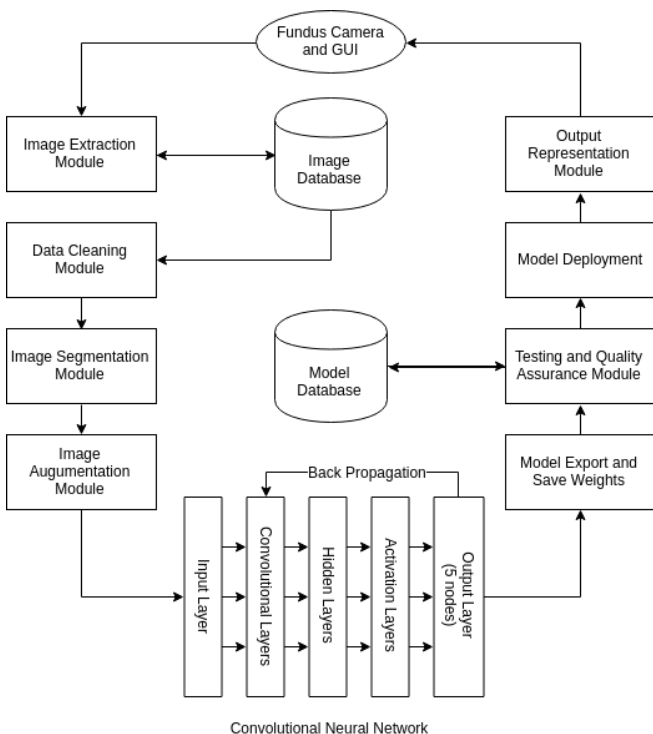 Fundus Camera
and GUI
Image Extraction
Module
Image
Database
Output
Representation
Module
Data Cleaning
Module
Model Deployment
Image Segmentation
Module
Model
Database
Testing and Quality
Assurance Module
Image
Augumentation
Module
Model Export and
Save Weights
Back Propagation
Input Layer
Convolutional Layers
Hidden Layers
Activation Layers
Output Layer
(5 nodes)
Convolutional Neural Network